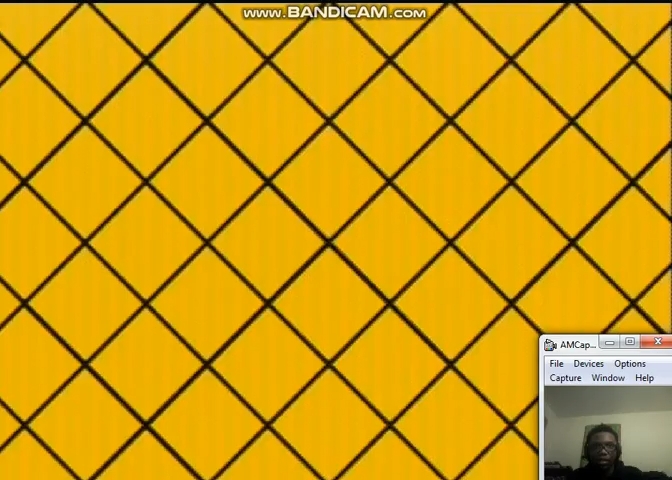 www.BANDICAM.com
AMCap...
File Devices Options
Capture Window Help